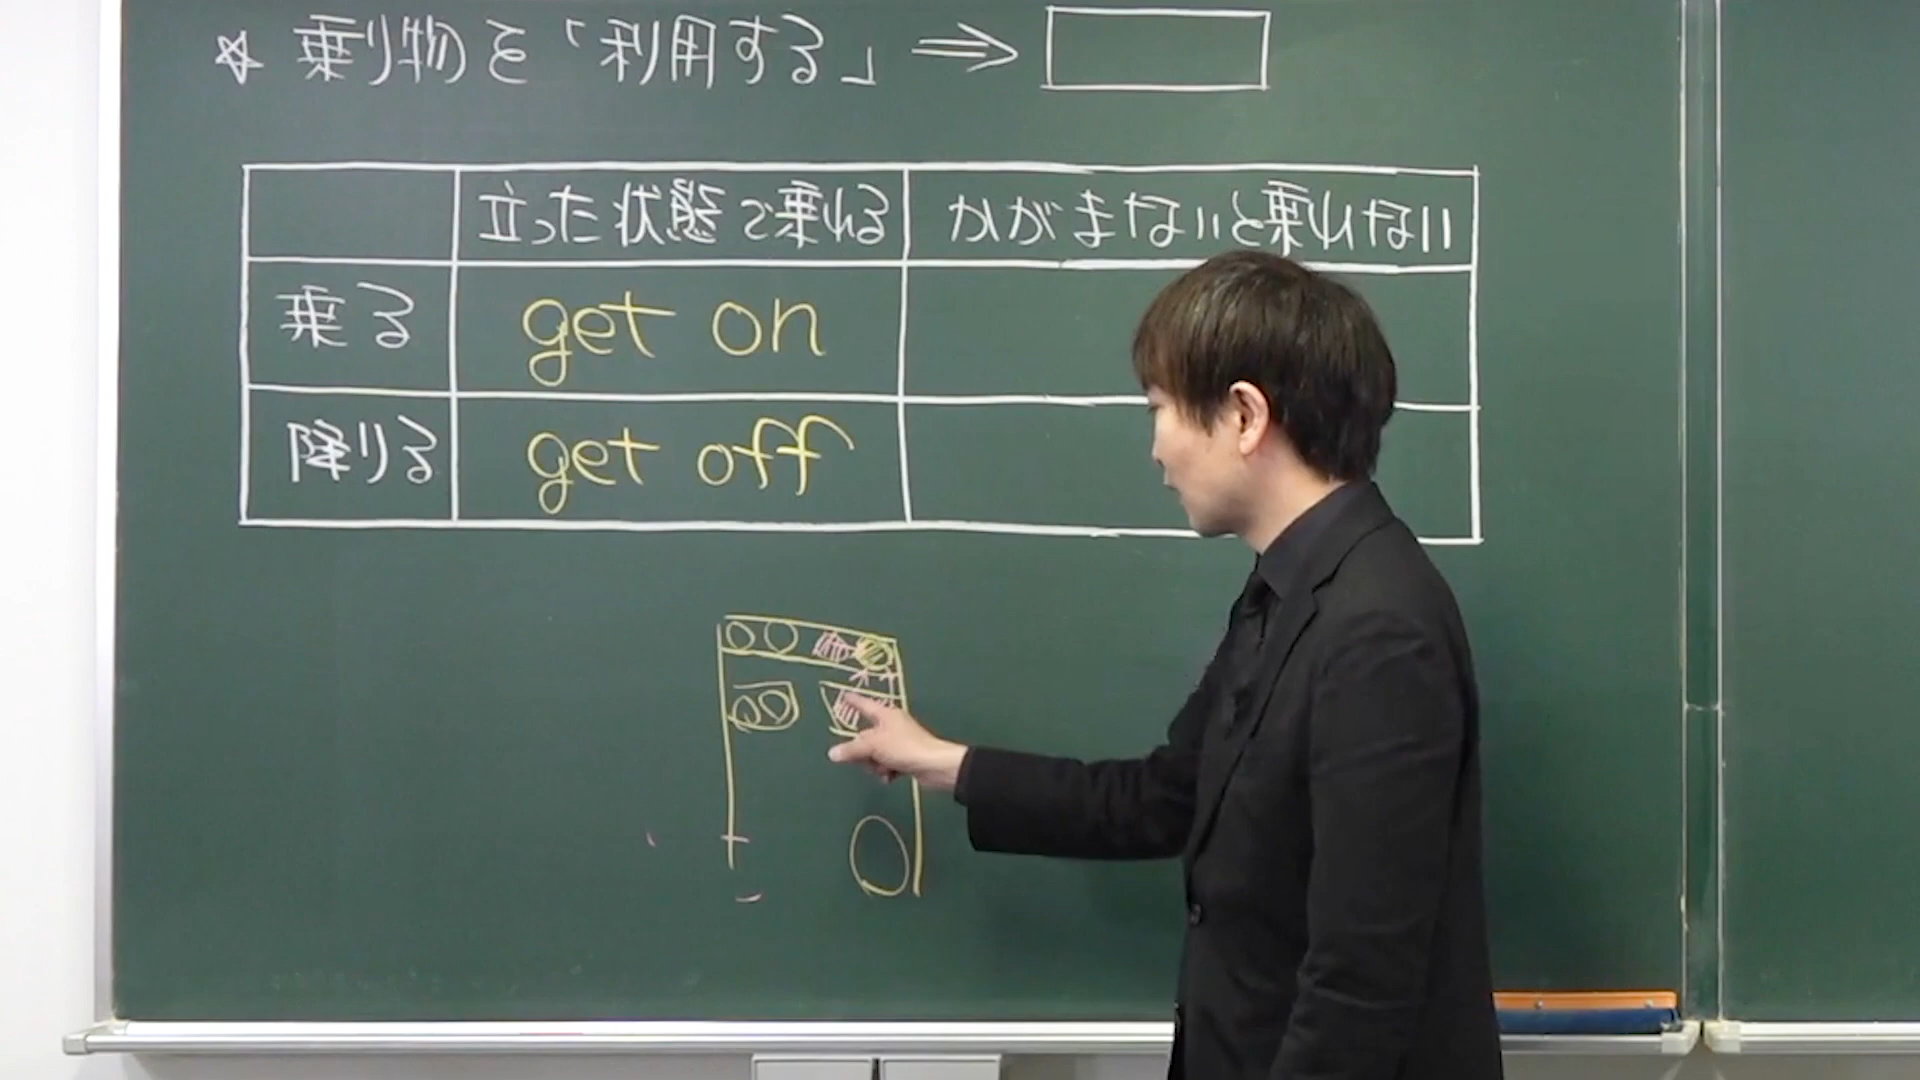 ☆ 乗り物を「利用する」⇒
立った状態で乗れる かがまないと乗れない
乗る get on
降りる get off